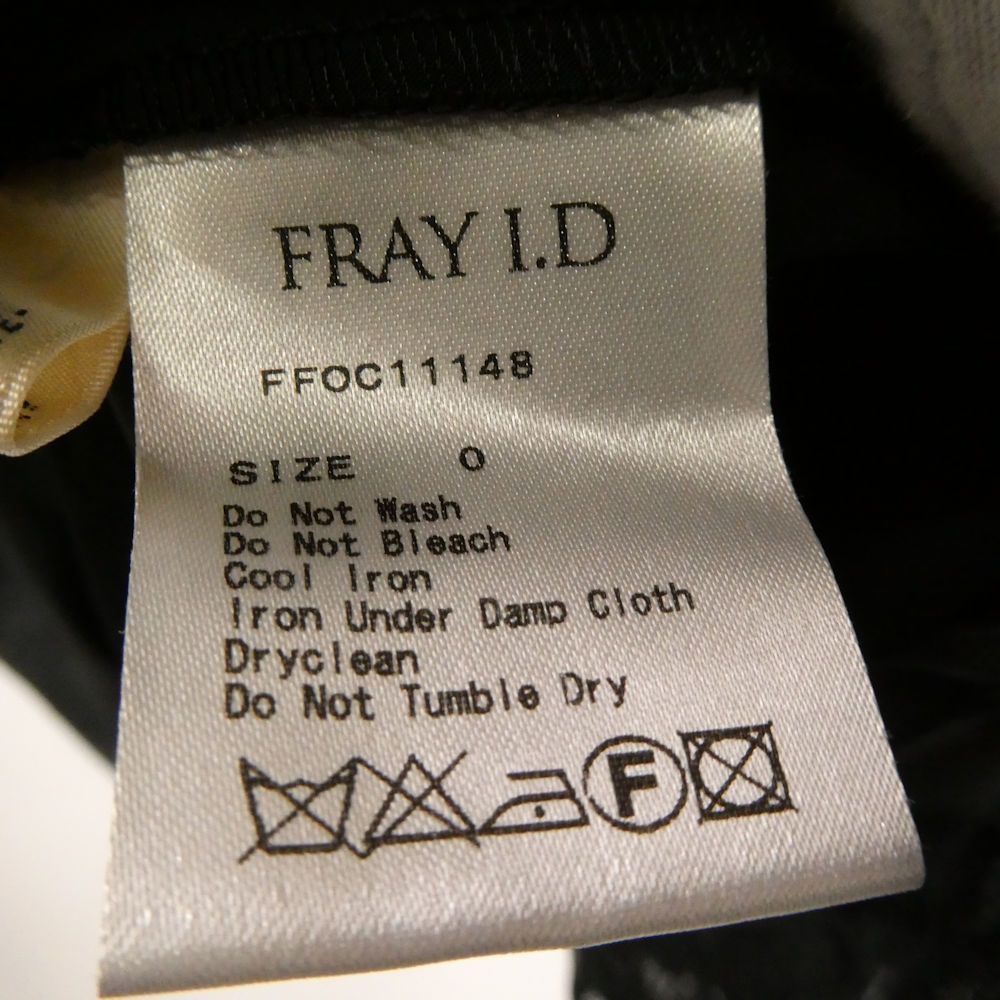 FRAY I.D
FFOC11148
SIZE 0
Do Not Wash
Do Not Bleach
Cool Iron
Iron Under Damp Cloth
Dryclean
Do Not Tumble Dry
F